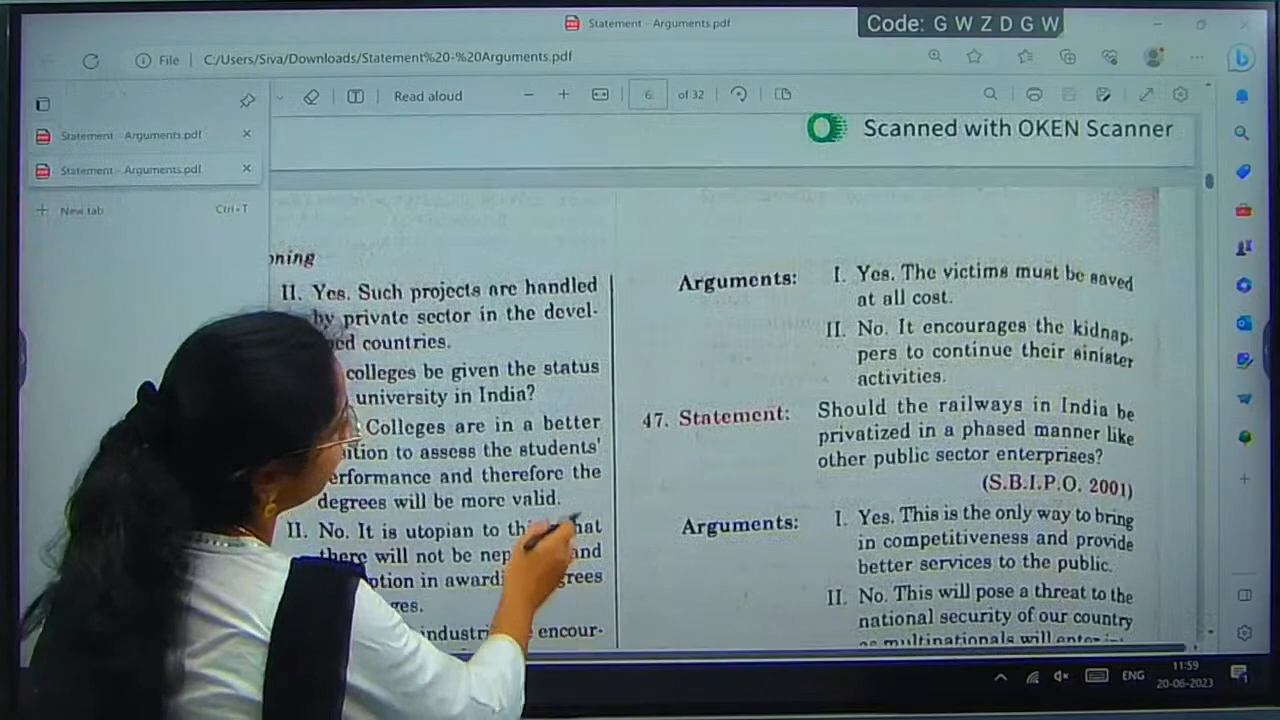 Statement - Arguments.pdf
Code: G W Z D G W
File
C:/Users/Siva/Downloads/Statement%20-%20Arguments.pdf
Read aloud
6
of 32
Statement - Arguments.pdf
Statement - Arguments.pdf
New tab
Ctrl+T
Scanned with OKEN Scanner
oning
II. Yes. Such projects are handled
by private sector in the devel-
countries.
colleges be given the status
university in India?
Colleges are in a better
to assess the students'
performance and therefore the
degrees will be more valid.
II. No. It is utopian to
there will not be and
in grees
encour-
Arguments: I. Yes. The victims must be saved
at all cost.
II. No. It encourages the kidnap-
pers to continue their sinister
activities.
47. Statement: Should the railways in India be
privatized in a phased manner like
other public sector enterprises?
(S.B.I.P.O. 2001)
Arguments: I. Yes. This is the only way to bring
in competitiveness and provide
better services to the public.
II. No. This will pose a threat to the
national security of our country
as multinationals will enter
ENG
11:59
20-06-2023